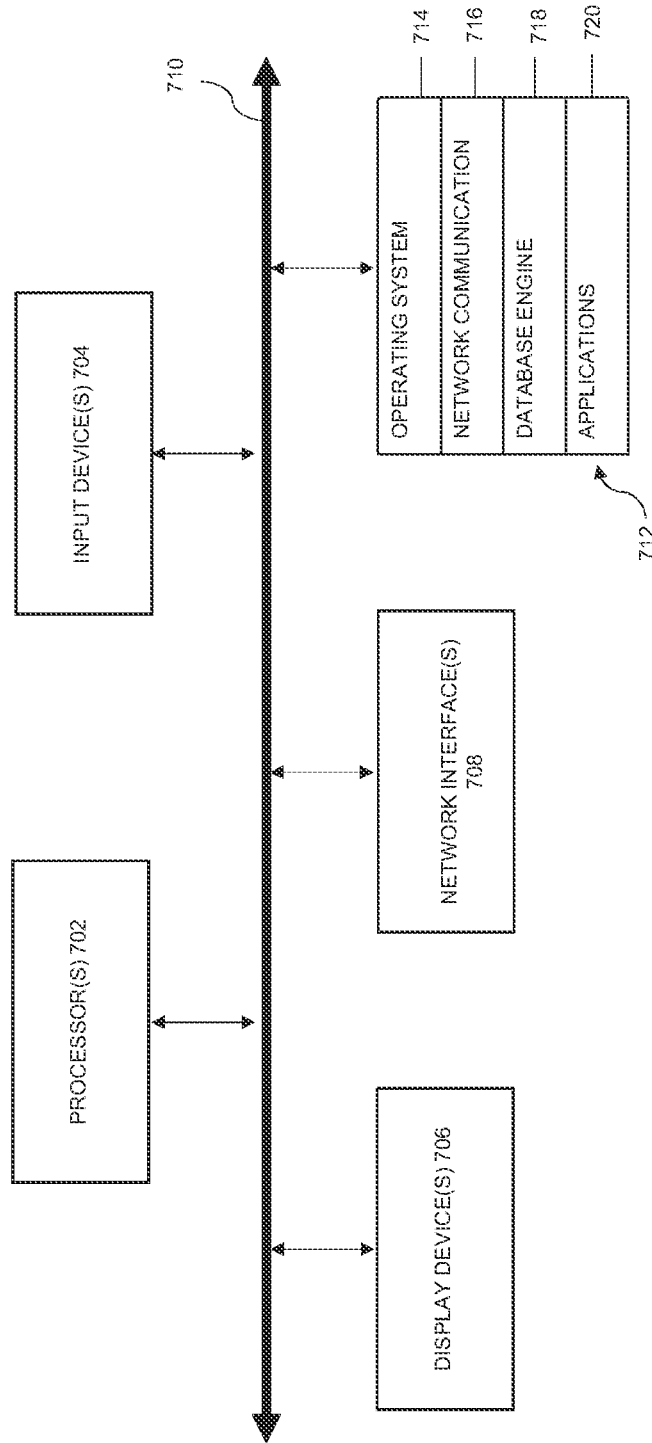 PROCESSOR(S) 702
INPUT DEVICE(S) 704
710
DISPLAY DEVICE(S) 706
NETWORK INTERFACE(S)
708
OPERATING SYSTEM
714
NETWORK COMMUNICATION
716
DATABASE ENGINE
718
APPLICATIONS
720
712